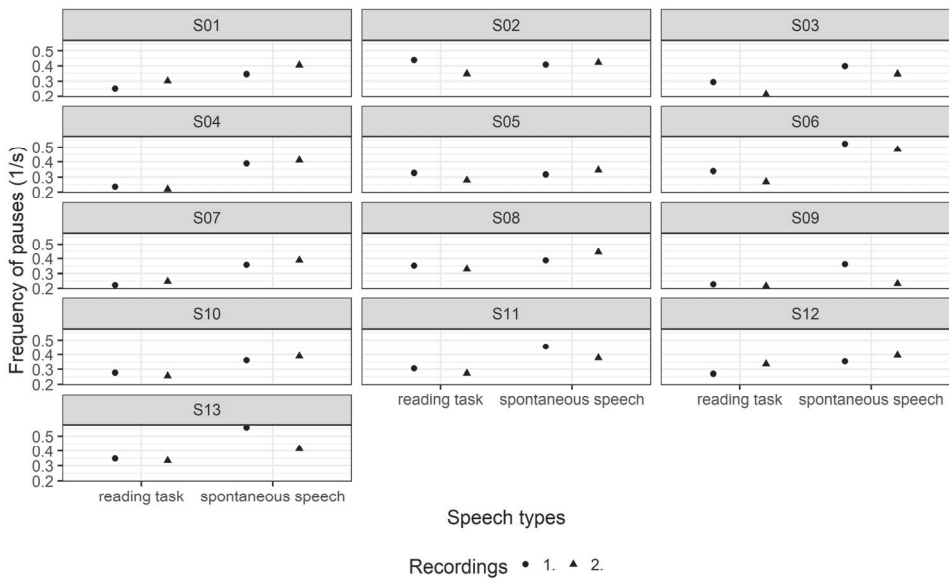 S01 S02 S03
0.5
0.4
0.3
0.2
S04 S05 S06
0.5
0.4
0.3
0.2
S07 S08 S09
0.5
0.4
0.3
0.2
S10 S11 S12
0.5
0.4
0.3
0.2
reading task spontaneous speech reading task spontaneous speech
S13
0.5
0.4
0.3
0.2
reading task spontaneous speech
Frequency of pauses (1/s)
Speech types
Recordings 1. 2.